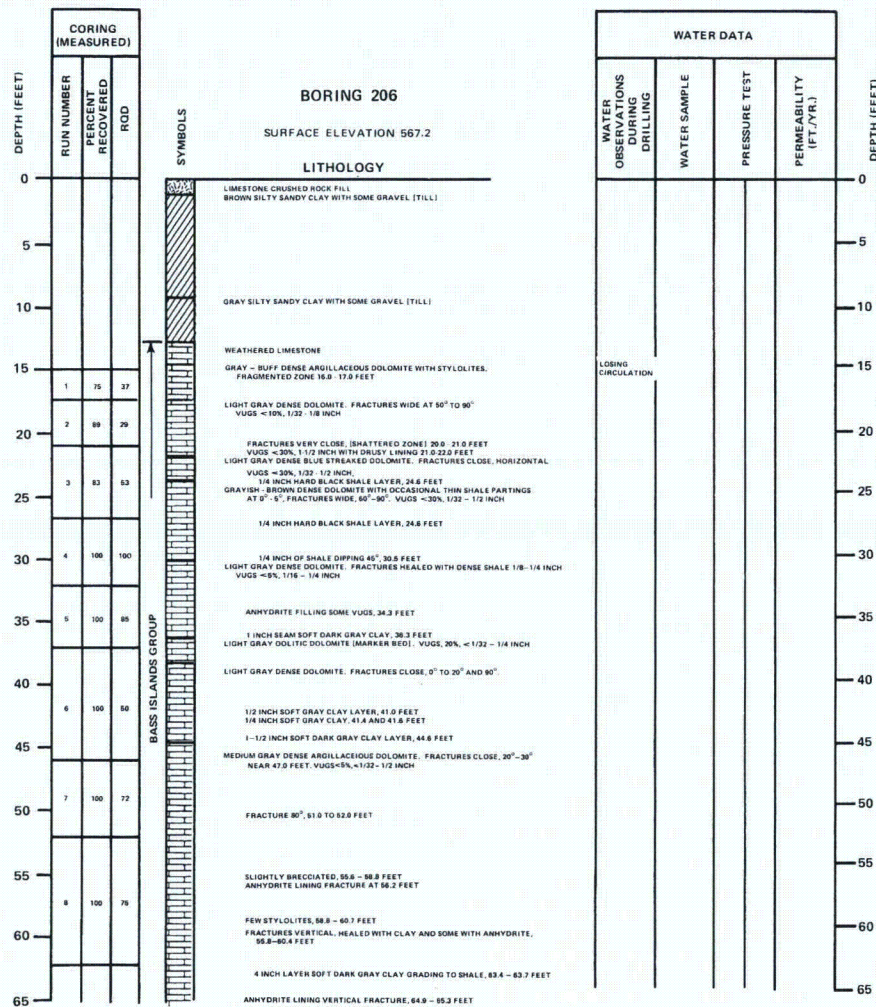 CORING
(MEASURED)
DEPTH (FEET)
RUN NUMBER
PERCENT
RECOVERED
RQD
SYMBOLS
BORING 206
SURFACE ELEVATION 567.2
LITHOLOGY
WATER DATA
WATER
OBSERVATIONS
DURING
DRILLING
WATER SAMPLE
PRESSURE TEST
PERMEABILITY
(FT./YR.)
DEPTH (FEET)
0
LIMESTONE CRUSHED ROCK FILL
0
BROWN SILTY SANDY CLAY WITH SOME GRAVEL [TILL]
5
5
10
GRAY SILTY SANDY CLAY WITH SOME GRAVEL [TILL]
10
WEATHERED LIMESTONE
15
GRAY – BUFF DENSE ARGILLACEOUS DOLOMITE WITH STYLOLITES.
LOSING
CIRCULATION
15
1 75 37
FRAGMENTED ZONE 16.0 - 17.0 FEET
LIGHT GRAY DENSE DOLOMITE. FRACTURES WIDE AT 50° TO 90°
VUGS <10%, 1/32 - 1/8 INCH
2 89 29
20
FRACTURES VERY CLOSE, [SHATTERED ZONE] 20.0 - 21.0 FEET
20
VUGS <30%, 1-1/2 INCH WITH DRUSY LINING 21.0-22.0 FEET
LIGHT GRAY DENSE BLUE STREAKED DOLOMITE. FRACTURES CLOSE, HORIZONTAL
VUGS <30%, 1/32 - 1/2 INCH,
3 83 53
1/4 INCH HARD BLACK SHALE LAYER, 24.6 FEET
25
GRAYISH - BROWN DENSE DOLOMITE WITH OCCASIONAL THIN SHALE PARTINGS
AT 0° - 5°, FRACTURES WIDE, 60°–90°. VUGS <30%, 1/32 – 1/2 INCH
25
1/4 INCH HARD BLACK SHALE LAYER, 24.6 FEET
30
4 100 100
1/4 INCH OF SHALE DIPPING 45°, 30.5 FEET
30
LIGHT GRAY DENSE DOLOMITE. FRACTURES HEALED WITH DENSE SHALE 1/8–1/4 INCH
VUGS <5%, 1/16 – 1/4 INCH
35
5 100 85
ANHYDRITE FILLING SOME VUGS, 34.3 FEET
35
1 INCH SEAM SOFT DARK GRAY CLAY, 36.3 FEET
LIGHT GRAY OOLITIC DOLOMITE [MARKER BED]. VUGS, 20%, < 1/32 – 1/4 INCH
BASS ISLANDS GROUP
40
LIGHT GRAY DENSE DOLOMITE. FRACTURES CLOSE, 0° TO 20° AND 90°.
40
6 100 50
1/2 INCH SOFT GRAY CLAY LAYER, 41.0 FEET
1/4 INCH SOFT GRAY CLAY, 41.4 AND 41.6 FEET
1–1/2 INCH SOFT DARK GRAY CLAY LAYER, 44.6 FEET
45
MEDIUM GRAY DENSE ARGILLACEIOUS DOLOMITE. FRACTURES CLOSE, 20°–30°
45
NEAR 47.0 FEET. VUGS<5%, <1/32 - 1/2 INCH
7 100 72
50
FRACTURE 80°, 51.0 TO 52.0 FEET
50
55
SLIGHTLY BRECCIATED, 55.6 – 58.8 FEET
55
ANHYDRITE LINING FRACTURE AT 56.2 FEET
8 100 75
FEW STYLOLITES, 58.8 – 60.7 FEET
60
FRACTURES VERTICAL, HEALED WITH CLAY AND SOME WITH ANHYDRITE,
55.8–60.4 FEET
60
4 INCH LAYER SOFT DARK GRAY CLAY GRADING TO SHALE, 63.4 – 63.7 FEET
65
ANHYDRITE LINING VERTICAL FRACTURE, 64.9 – 65.3 FEET
65